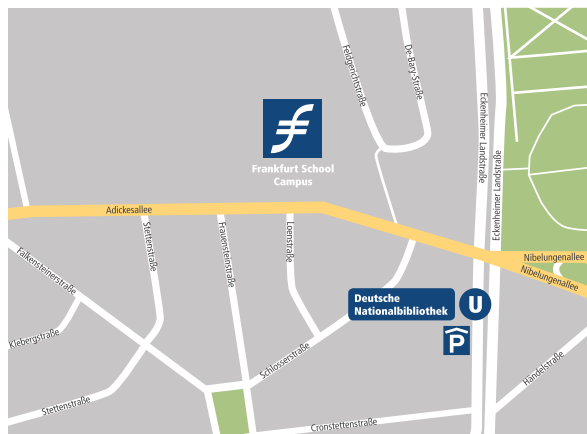 Feldgerichtstraße
De-Bary-Straße
Eckenheimer Landstraße
Eckenheimer Landstraße
Frankfurt School
Campus
Adickesallee
Stettenstraße
Frauensteinstraße
Loenstraße
Nibelungenallee
Nibelungenallee
Falkensteinerstraße
Deutsche
Nationalbibliothek
U
P
Klebergstraße
Schlosserstraße
Händelstraße
Stettenstraße
Cronstettenstraße